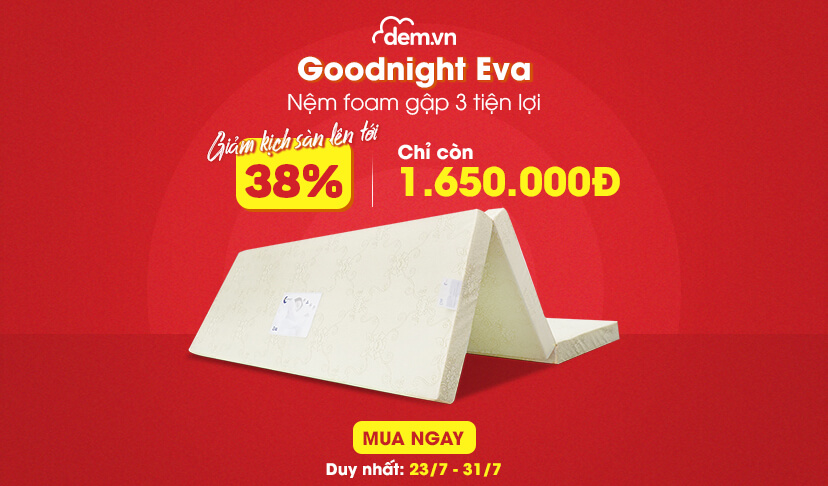 dem.vn
Goodnight Eva
Nệm foam gập 3 tiện lợi
Giảm kịch sàn lên tới
38%
Chỉ còn
1.650.000Đ
MUA NGAY
Duy nhất: 23/7 - 31/7